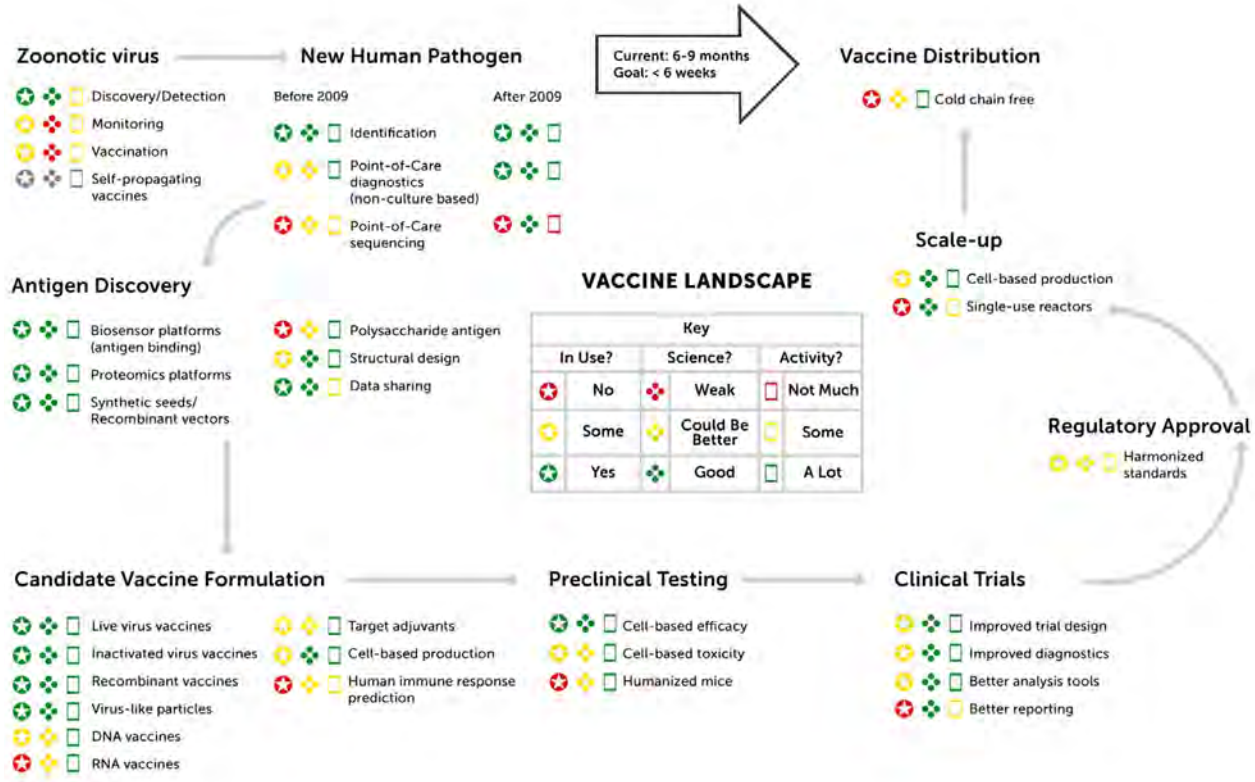 Zoonotic virus
Discovery/Detection
Monitoring
Vaccination
Self-propagating
vaccines
New Human Pathogen
Before 2009
After 2009
Identification
Point-of-Care
diagnostics
(non-culture based)
Point-of-Care
sequencing
Current: 6-9 months
Goal: < 6 weeks
Vaccine Distribution
Cold chain free
Scale-up
Cell-based production
Single-use reactors
Antigen Discovery
Biosensor platforms
(antigen binding)
Proteomics platforms
Synthetic seeds/
Recombinant vectors
Polysaccharide antigen
Structural design
Data sharing
VACCINE LANDSCAPE
Key
In Use? Science? Activity?
No Weak Not Much
Some Could Be
Better Some
Yes Good A Lot
Regulatory Approval
Harmonized
standards
Candidate Vaccine Formulation
Live virus vaccines
Inactivated virus vaccines
Recombinant vaccines
Virus-like particles
DNA vaccines
RNA vaccines
Target adjuvants
Cell-based production
Human immune response
prediction
Preclinical Testing
Cell-based efficacy
Cell-based toxicity
Humanized mice
Clinical Trials
Improved trial design
Improved diagnostics
Better analysis tools
Better reporting